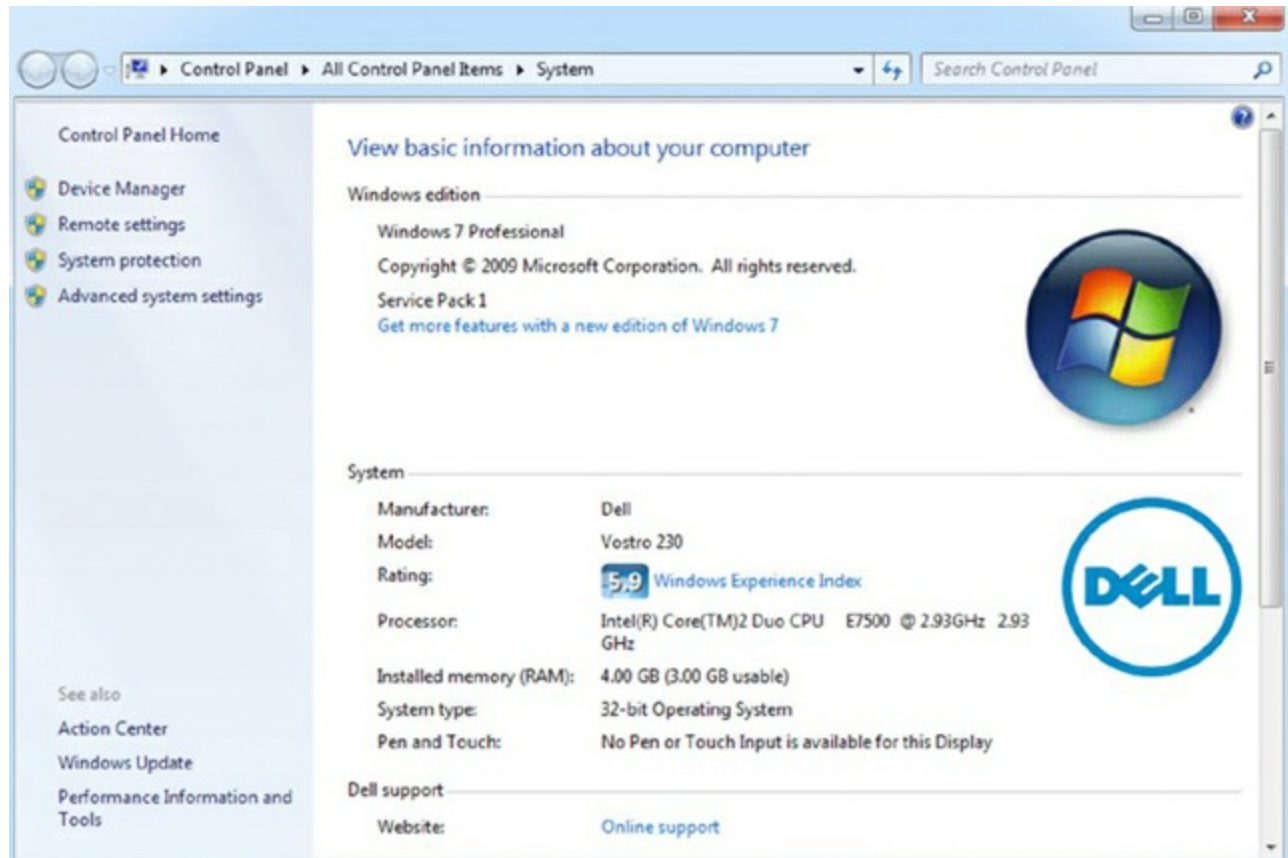 Control Panel ▸ All Control Panel Items ▸ System
Search Control Panel
Control Panel Home
Device Manager
Remote settings
System protection
Advanced system settings
See also
Action Center
Windows Update
Performance Information and
Tools
View basic information about your computer
Windows edition
Windows 7 Professional
Copyright © 2009 Microsoft Corporation. All rights reserved.
Service Pack 1
Get more features with a new edition of Windows 7
System
Manufacturer: Dell
Model: Vostro 230
Rating: 5,9 Windows Experience Index
Processor: Intel(R) Core(TM)2 Duo CPU E7500 @ 2.93GHz 2.93
GHz
Installed memory (RAM): 4.00 GB (3.00 GB usable)
System type: 32-bit Operating System
Pen and Touch: No Pen or Touch Input is available for this Display
DELL
Dell support
Website: Online support